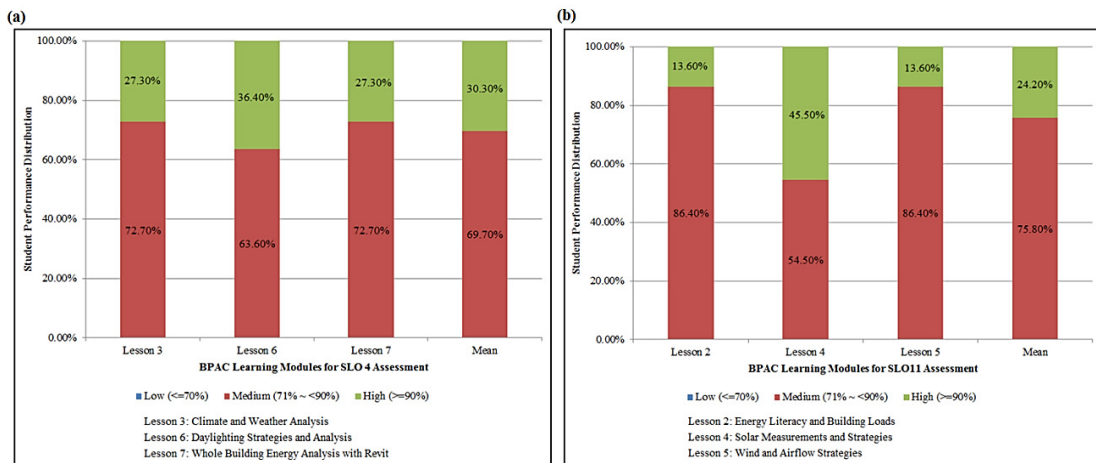 (a)
100.00%
80.00%
60.00%
40.00%
20.00%
0.00%
Student Performance Distribution
27.30%
36.40%
27.30%
30.30%
72.70%
63.60%
72.70%
69.70%
Lesson 3
Lesson 6
Lesson 7
Mean
BPAC Learning Modules for SLO 4 Assessment
Low (<=70%)
Medium (71% ~ <90%)
High (>=90%)
Lesson 3: Climate and Weather Analysis
Lesson 6: Daylighting Strategies and Analysis
Lesson 7: Whole Building Energy Analysis with Revit
(b)
100.00%
80.00%
60.00%
40.00%
20.00%
0.00%
Student Performance Distribution
13.60%
45.50%
13.60%
24.20%
86.40%
54.50%
86.40%
75.80%
Lesson 2
Lesson 4
Lesson 5
Mean
BPAC Learning Modules for SLO11 Assessment
Low (<=70%)
Medium (71% ~ <90%)
High (>=90%)
Lesson 2: Energy Literacy and Building Loads
Lesson 4: Solar Measurements and Strategies
Lesson 5: Wind and Airflow Strategies